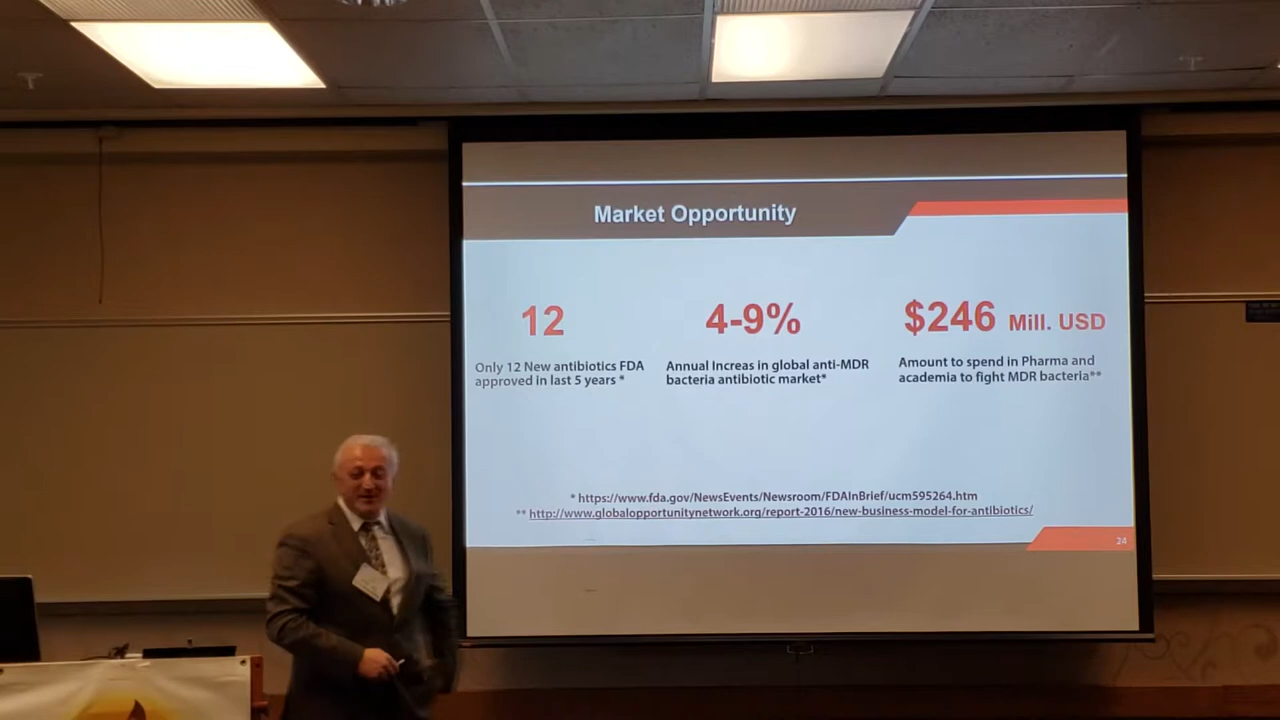 Market Opportunity
12
4-9%
$246 Mill. USD
Only 12 New antibiotics FDA
approved in last 5 years *
Annual Increas in global anti-MDR
bacteria antibiotic market*
Amount to spend in Pharma and
academia to fight MDR bacteria**
* https://www.fda.gov/NewsEvents/Newsroom/FDAInBrief/ucm595264.htm
** http://www.globalopportunitynetwork.org/report-2016/new-business-model-for-antibiotics/
24